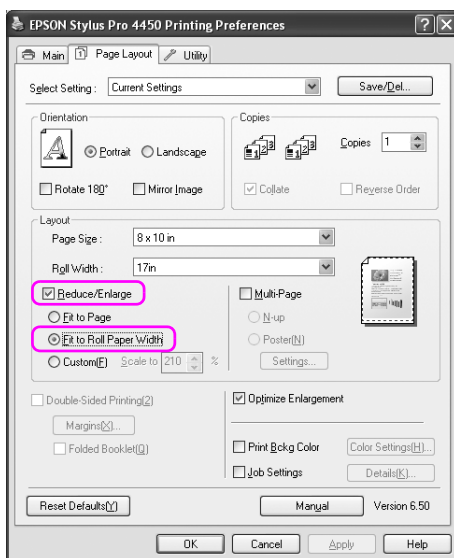 EPSON Stylus Pro 4450 Printing Preferences
Main Page Layout Utility
Select Setting : Current Settings Save/Del...
Orientation
A Portrait Landscape
Rotate 180° Mirror Image
Copies
Copies 1
Collate Reverse Order
Layout
Page Size : 8 x 10 in
Roll Width : 17in
Reduce/Enlarge
Fit to Page
Fit to Roll Paper Width
Custom(F) Scale to 210 %
Multi-Page
N-up
Poster(N)
Settings...
Double-Sided Printing(2)
Margins(X)...
Folded Booklet(Q)
Optimize Enlargement
Print Bckg Color Color Settings(H)...
Job Settings Details(K)...
Reset Defaults(Y) Manual Version 6.50
OK Cancel Apply Help